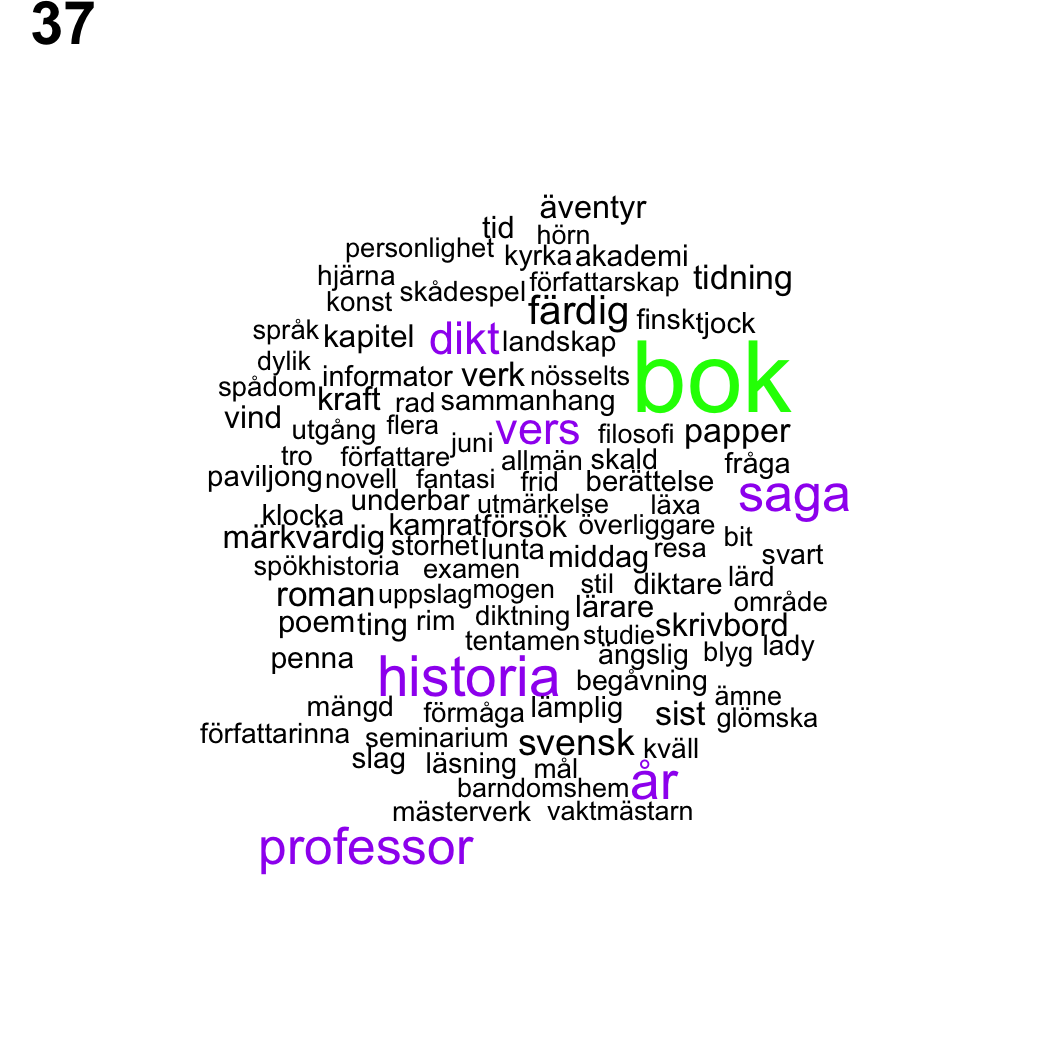 37
äventyr
tid hörn
personlighet kyrka akademi
hjärna författarskap tidning
konst skådespel färdig finsk tjock
språk kapitel dikt landskap
dylik informator verk nösselts bok
spådom kraft rad sammanhang
vind utgång flera juni vers filosofi papper
tro författare allmän skald fråga
paviljong novell fantasi frid berättelse saga
klocka underbar utmärkelse läxa
märkvärdig kamrat försök överliggare bit
storhet lunta middag resa svart
spökhistoria examen stil diktare lärd
roman uppslag mogen lärare område
poem ting rim diktning skrivbord
tentamen studie ängslig blyg lady
penna historia begåvning ämne
mängd förmåga lämplig sist glömska
författarinna seminarium svensk kväll
slag läsning mål år
barndomshem
mästerverk vaktmästarn
professor